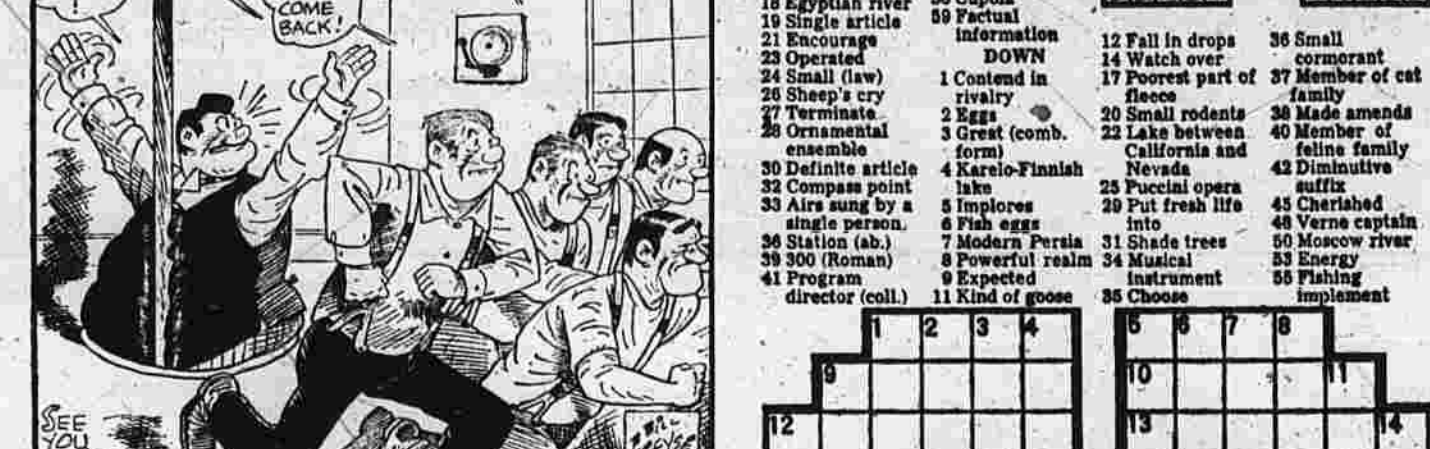 !
COME
BACK!
SEE
YOU
18 Egyptian river
19 Single article
21 Encourage
23 Operated
24 Small (law)
26 Sheep's cry
27 Terminate
28 Ornamental
ensemble
30 Definite article
32 Compass point
33 Airs sung by a
single person.
36 Station (ab.)
39 300 (Roman)
41 Program
director (coll.)
59 Factual
information
DOWN
1 Contend in
rivalry
2 Eggs
3 Great (comb.
form)
4 Karelo-Finnish
lake
5 Implores
6 Fish eggs
7 Modern Persia
8 Powerful realm
9 Expected
11 Kind of goose
12 Fall in drops
14 Watch over
17 Poorest part of
fleece
20 Small rodents
22 Lake between
California and
Nevada
25 Puccini opera
29 Put fresh life
into
31 Shade trees
34 Musical
instrument
35 Choose
36 Small
cormorant
37 Member of cat
family
38 Made amends
40 Member of
feline family
42 Diminutive
suffix
45 Cherished
48 Verne captain
50 Moscow river
53 Energy
55 Fishing
implement
1 2 3 4 5 6 7 8
9 10 11
12 13 14